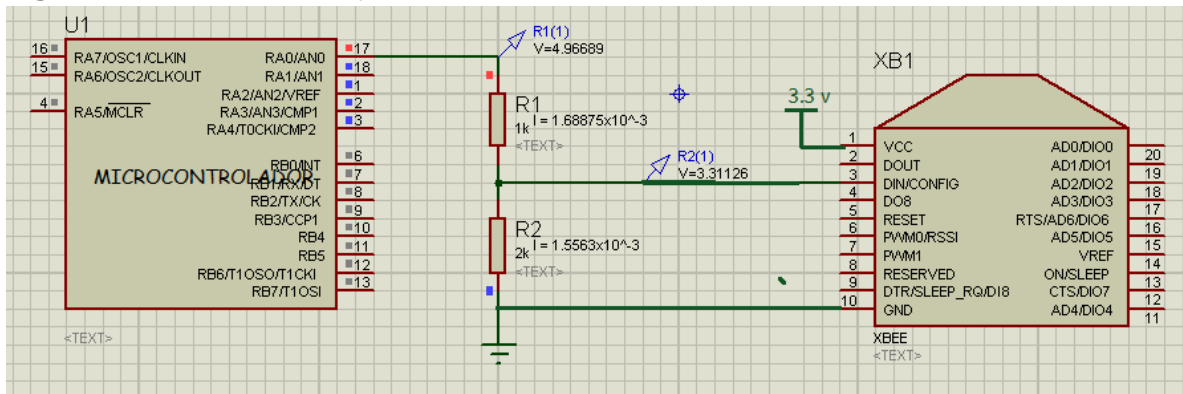 U1
16
15
4
RA7/OSC1/CLKIN
RA6/OSC2/CLKOUT
RA5/MCLR
RA0/AN0
RA1/AN1
RA2/AN2/VREF
RA3/AN3/CMP1
RA4/T0CKI/CMP2
RB0/INT
RB1/RX/DT
RB2/TX/CK
RB3/CCP1
RB4
RB5
RB6/T1OSO/T1CKI
RB7/T1OSI
17
18
1
2
3
6
7
8
9
10
11
12
13
MICROCONTROLADOR
<TEXT>
R1(1)
V=4.96689
R1
1k
I = 1.68875x10^-3
<TEXT>
R2(1)
V=3.31126
R2
2k
I = 1.5563x10^-3
<TEXT>
3.3 v
XB1
1
2
3
4
5
6
7
8
9
10
VCC
DOUT
DIN/CONFIG
DO8
RESET
PWM0/RSSI
PWM1
RESERVED
DTR/SLEEP_RQ/DI8
GND
AD0/DIO0
AD1/DIO1
AD2/DIO2
AD3/DIO3
RTS/AD6/DIO6
AD5/DIO5
VREF
ON/SLEEP
CTS/DIO7
AD4/DIO4
20
19
18
17
16
15
14
13
12
11
XBEE
<TEXT>